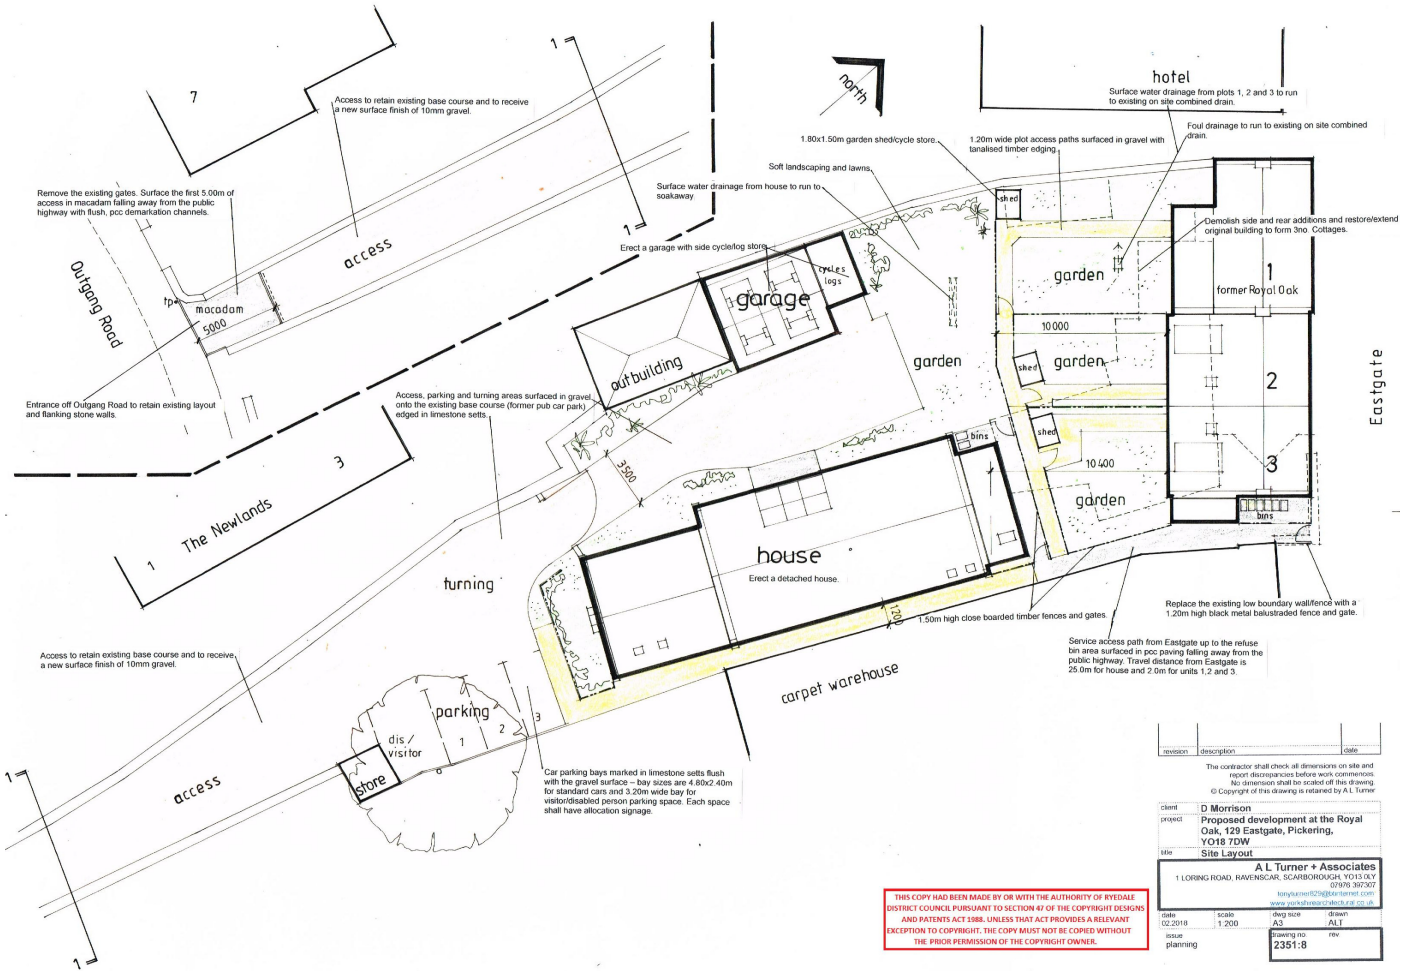 1
7
Access to retain existing base course and to receive
a new surface finish of 10mm gravel.
1
north
hotel
Surface water drainage from plots 1, 2 and 3 to run
to existing on site combined drain.
Foul drainage to run to existing on site combined
drain.
1.80x1.50m garden shed/cycle store.
1.20m wide plot access paths surfaced in gravel with
tanalised timber edging.
Soft landscaping and lawns.
Surface water drainage from house to run to
soakaway.
Remove the existing gates. Surface the first 5.00m of
access in macadam falling away from the public
highway with flush, pcc demarkation channels.
shed
Demolish side and rear additions and restore/extend
original building to form 3no. Cottages.
access
Erect a garage with side cycle/log store
cycles
logs
garage
garden
1
former Royal Oak
Outgang Road
tp
macadam
5000
10 000
outbuilding
garden
shed
garden
2
Eastgate
Entrance off Outgang Road to retain existing layout
and flanking stone walls.
Access, parking and turning areas surfaced in gravel
onto the existing base course (former pub car park)
edged in limestone setts.
3
The Newlands
1
3500
bins
shed
10 400
3
garden
bins
house
Erect a detached house.
turning
1200
1.50m high close boarded timber fences and gates.
Replace the existing low boundary wall/fence with a
1.20m high black metal balustraded fence and gate.
Service access path from Eastgate up to the refuse
bin area surfaced in pcc paving falling away from the
public highway. Travel distance from Eastgate is
25.0m for house and 2.0m for units 1,2 and 3.
Access to retain existing base course and to receive
a new surface finish of 10mm gravel.
carpet warehouse
parking
dis/
visitor
1
2
3
store
access
1
1
Car parking bays marked in limestone setts flush
with the gravel surface – bay sizes are 4.80x2.40m
for standard cars and 3.20m wide bay for
visitor/disabled person parking space. Each space
shall have allocation signage.
revision description date
The contractor shall check all dimensions on site and
report discrepancies before work commences.
No dimension shall be scaled off this drawing.
© Copyright of this drawing is retained by A L Turner
client D Morrison
project Proposed development at the Royal
Oak, 129 Eastgate, Pickering,
YO18 7DW
title Site Layout
A L Turner + Associates
1 LORING ROAD, RAVENSCAR, SCARBOROUGH, YO13 0LY
07976 397307
tonyturner829@btinternet.com
www.yorkshirearchitectural.co.uk
date scale dwg size drawn
02.2018 1:200 A3 ALT
issue drawing no rev
planning 2351:8
THIS COPY HAD BEEN MADE BY OR WITH THE AUTHORITY OF RYEDALE
DISTRICT COUNCIL PURSUANT TO SECTION 47 OF THE COPYRIGHT DESIGNS
AND PATENTS ACT 1988. UNLESS THAT ACT PROVIDES A RELEVANT
EXCEPTION TO COPYRIGHT. THE COPY MUST NOT BE COPIED WITHOUT
THE PRIOR PERMISSION OF THE COPYRIGHT OWNER.